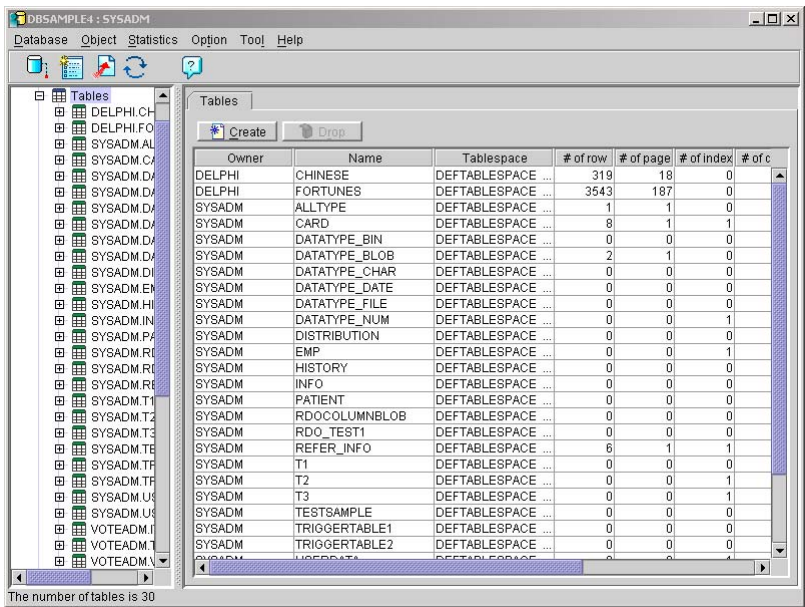 DBSAMPLE4 : SYSADM
Database Object Statistics Option Tool Help
Tables
DELPHI.CH
DELPHI.FO
SYSADM.AL
SYSADM.CA
SYSADM.DA
SYSADM.DA
SYSADM.DA
SYSADM.DA
SYSADM.DA
SYSADM.DA
SYSADM.DI
SYSADM.EM
SYSADM.HI
SYSADM.IN
SYSADM.PA
SYSADM.RD
SYSADM.RD
SYSADM.RE
SYSADM.T1
SYSADM.T2
SYSADM.T3
SYSADM.TE
SYSADM.TR
SYSADM.TR
SYSADM.US
SYSADM.US
VOTEADM.I
VOTEADM.T
VOTEADM.V
Tables
Create Drop
Owner Name Tablespace # of row # of page # of index # of c
DELPHI CHINESE DEFTABLESPACE ... 319 18 0
DELPHI FORTUNES DEFTABLESPACE ... 3543 187 0
SYSADM ALLTYPE DEFTABLESPACE ... 1 1 0
SYSADM CARD DEFTABLESPACE ... 8 1 1
SYSADM DATATYPE_BIN DEFTABLESPACE ... 0 0 0
SYSADM DATATYPE_BLOB DEFTABLESPACE ... 2 1 0
SYSADM DATATYPE_CHAR DEFTABLESPACE ... 0 0 0
SYSADM DATATYPE_DATE DEFTABLESPACE ... 0 0 0
SYSADM DATATYPE_FILE DEFTABLESPACE ... 0 0 0
SYSADM DATATYPE_NUM DEFTABLESPACE ... 0 0 1
SYSADM DISTRIBUTION DEFTABLESPACE ... 0 0 0
SYSADM EMP DEFTABLESPACE ... 0 0 1
SYSADM HISTORY DEFTABLESPACE ... 0 0 0
SYSADM INFO DEFTABLESPACE ... 0 0 0
SYSADM PATIENT DEFTABLESPACE ... 0 0 0
SYSADM RDOCOLUMNBLOB DEFTABLESPACE ... 0 0 0
SYSADM RDO_TEST1 DEFTABLESPACE ... 0 0 0
SYSADM REFER_INFO DEFTABLESPACE ... 6 1 1
SYSADM T1 DEFTABLESPACE ... 0 0 0
SYSADM T2 DEFTABLESPACE ... 0 0 1
SYSADM T3 DEFTABLESPACE ... 0 0 1
SYSADM TESTSAMPLE DEFTABLESPACE ... 0 0 0
SYSADM TRIGGERTABLE1 DEFTABLESPACE ... 0 0 0
SYSADM TRIGGERTABLE2 DEFTABLESPACE ... 0 0 0
The number of tables is 30